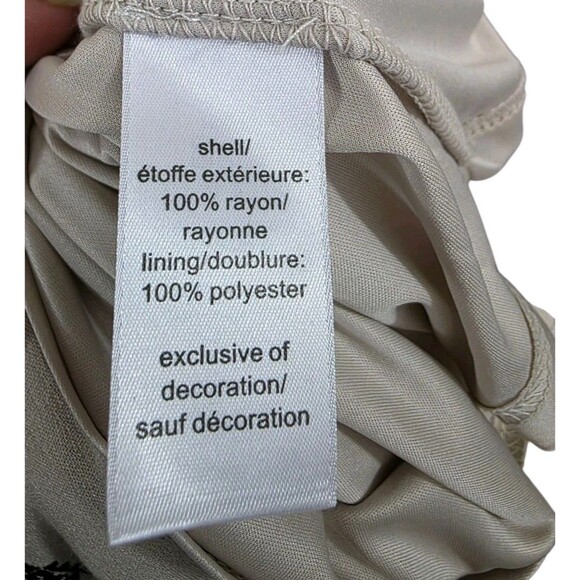 shell/
étoffe extérieure:
100% rayon/
rayonne
lining/doublure:
100% polyester
exclusive of
decoration/
sauf décoration